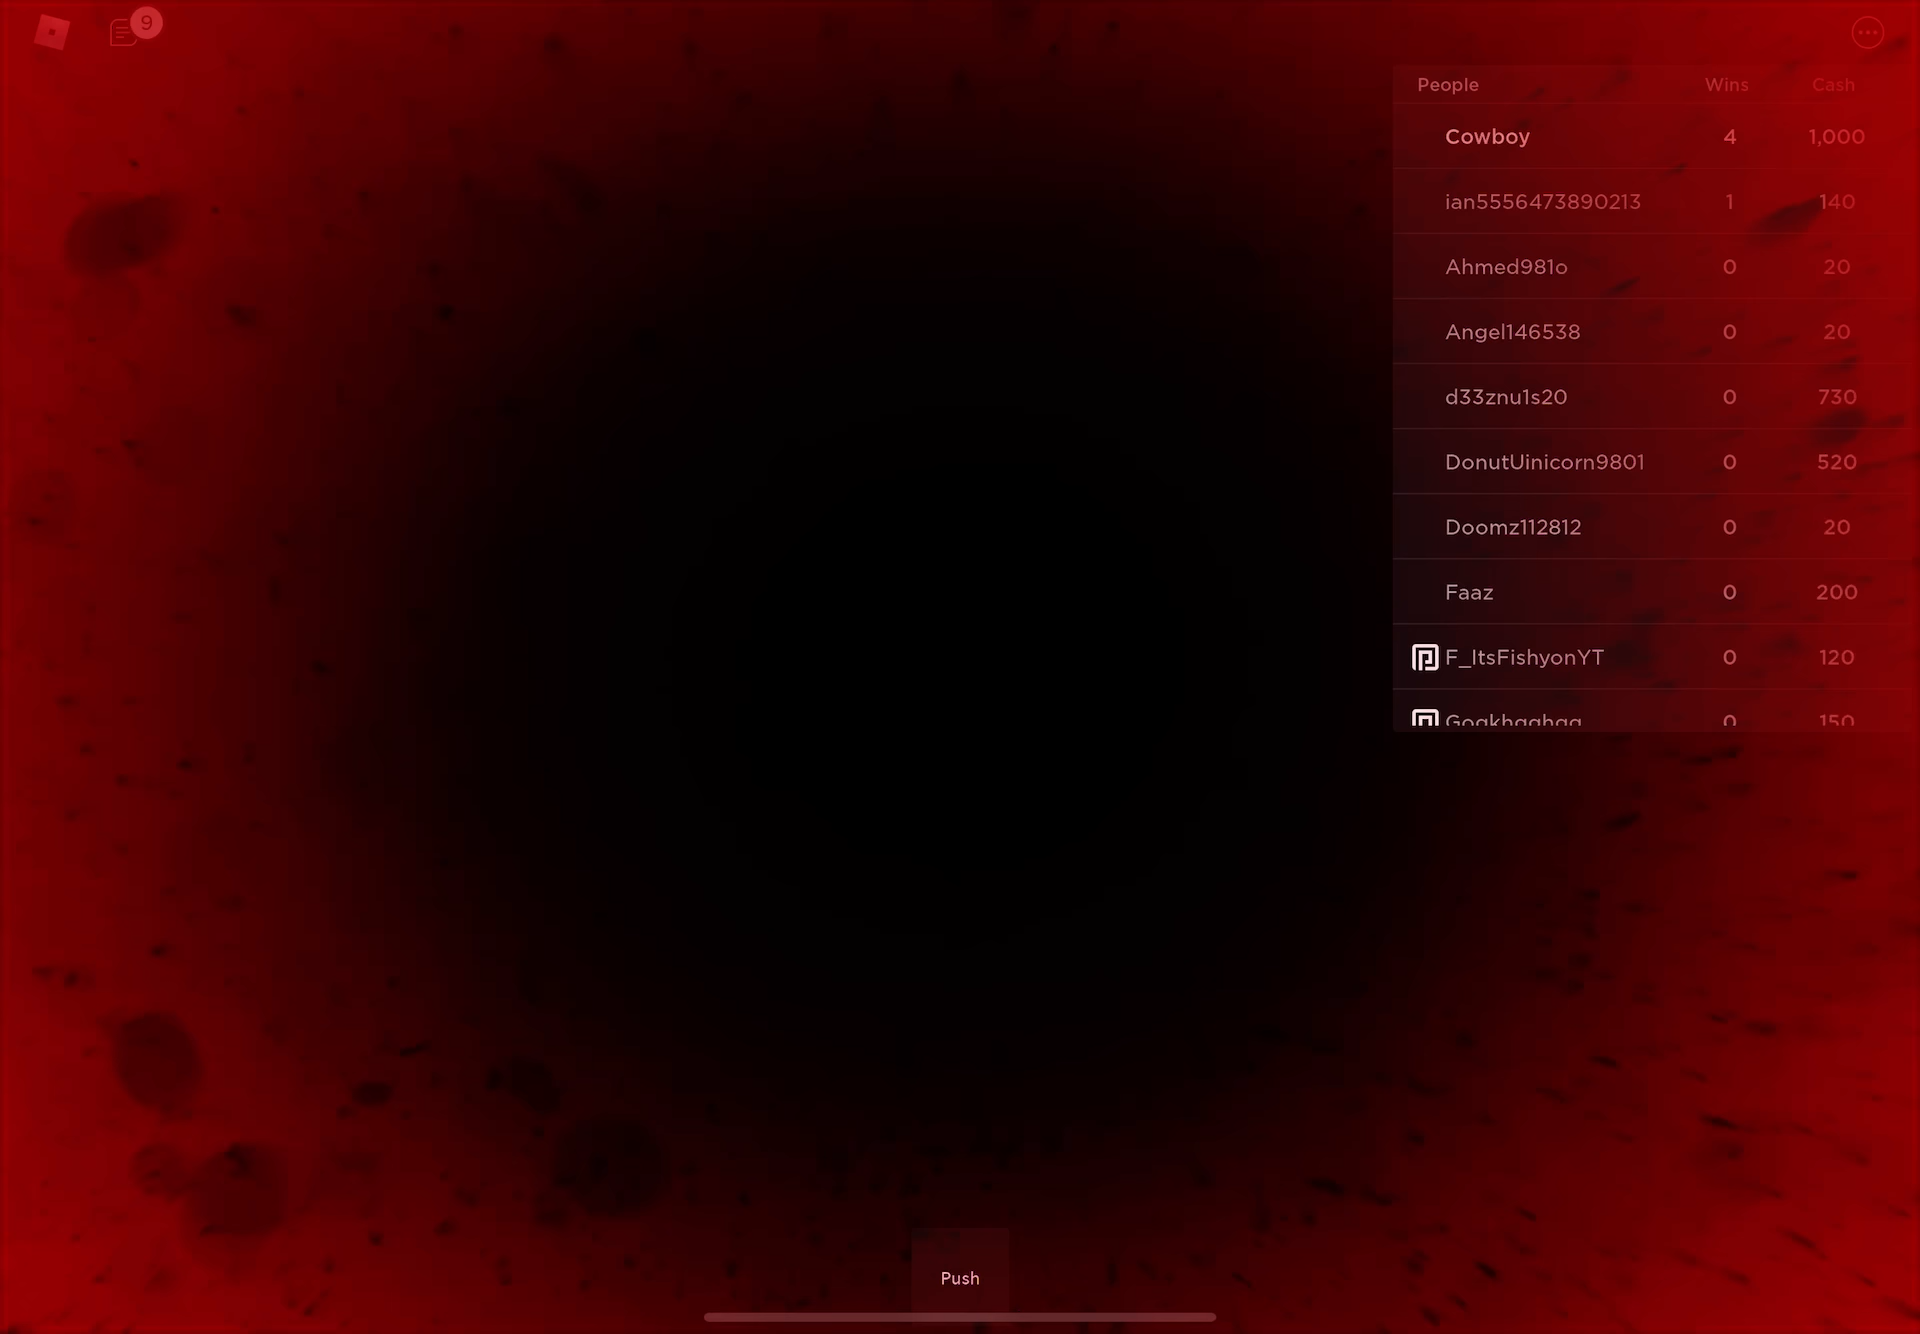 9
People Wins Cash
Cowboy 4 1,000
ian5556473890213 1 140
Ahmed981o 0 20
Angel146538 0 20
d33znu1s20 0 730
DonutUinicorn9801 0 520
Doomz112812 0 20
Faaz 0 200
F_ItsFishyonYT 0 120
0 150
Push